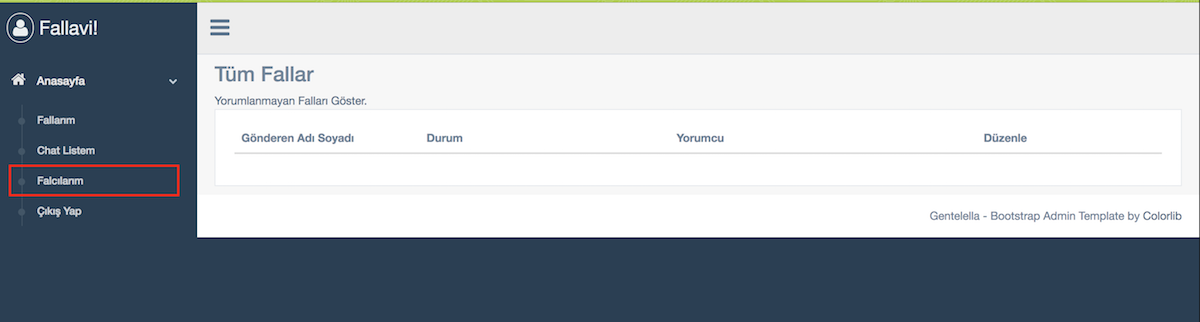 Fallavi!
Anasayfa
Fallarım
Chat Listem
Falcılarım
Çıkış Yap
Tüm Fallar
Yorumlanmayan Falları Göster.
Gönderen Adı Soyadı Durum Yorumcu Düzenle
Gentelella - Bootstrap Admin Template by Colorlib